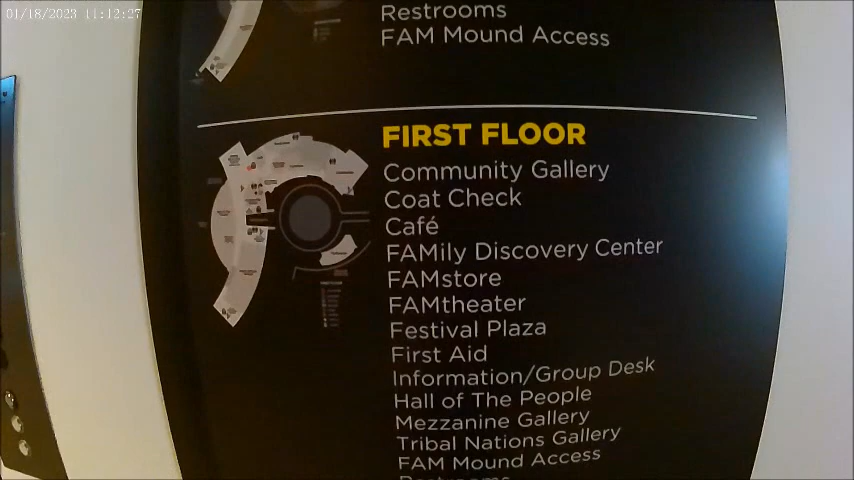 01/18/2023 11:12:27
Restrooms
FAM Mound Access
FIRST FLOOR
Community Gallery
Coat Check
Café
FAMily Discovery Center
FAMstore
FAMtheater
Festival Plaza
First Aid
Information/Group Desk
Hall of The People
Mezzanine Gallery
Tribal Nations Gallery
FAM Mound Access
Restrooms